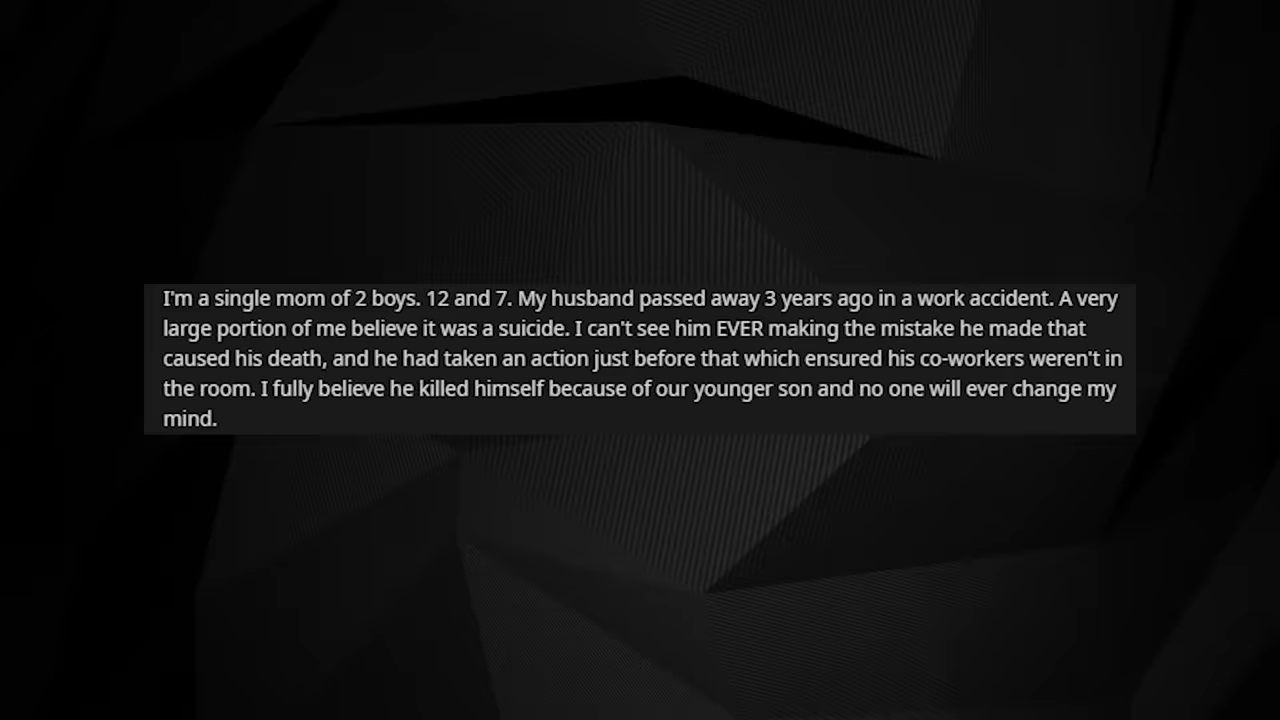 I'm a single mom of 2 boys. 12 and 7. My husband passed away 3 years ago in a work accident. A very
large portion of me believe it was a suicide. I can't see him EVER making the mistake he made that
caused his death, and he had taken an action just before that which ensured his co-workers weren't in
the room. I fully believe he killed himself because of our younger son and no one will ever change my
mind.